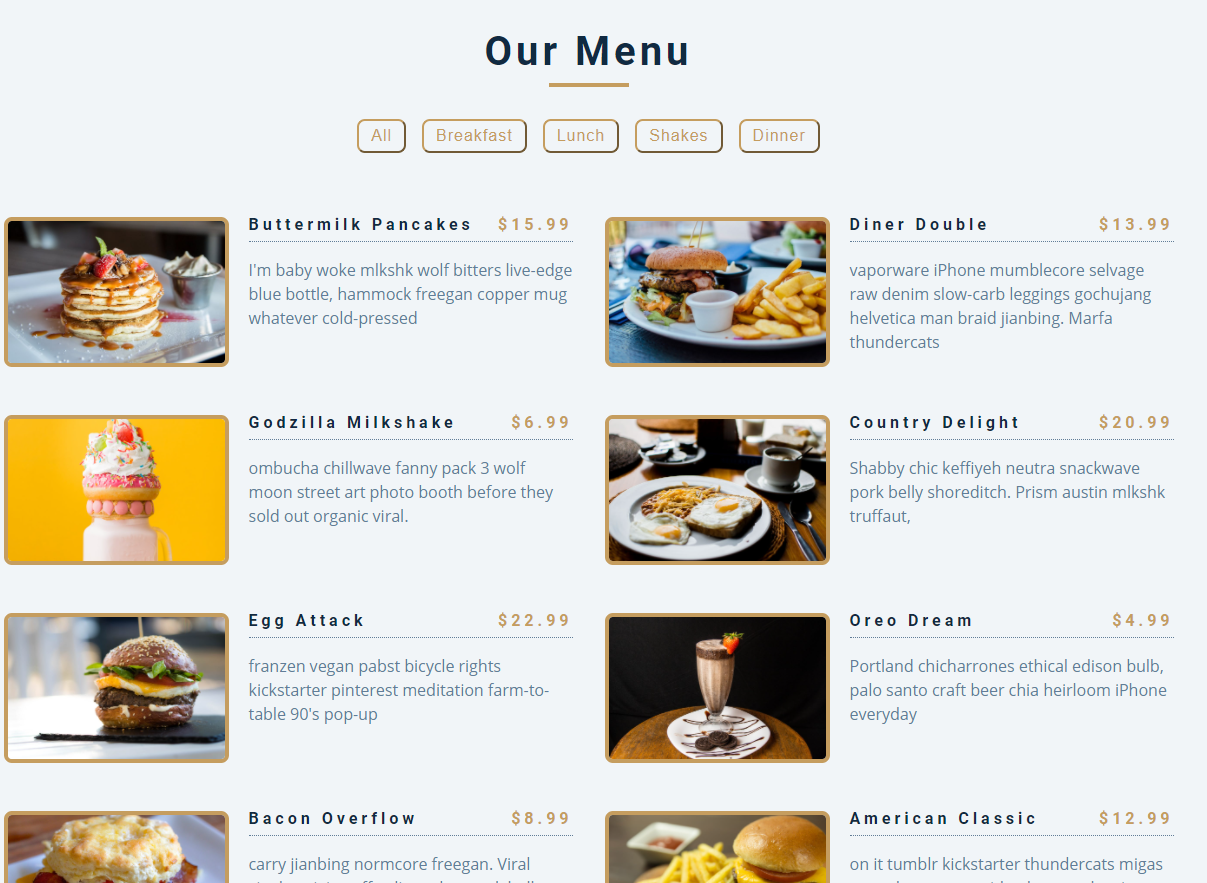 Our Menu
All
Breakfast
Lunch
Shakes
Dinner
Buttermilk Pancakes $15.99
I'm baby woke mlkshk wolf bitters live-edge
blue bottle, hammock freegan copper mug
whatever cold-pressed
Diner Double $13.99
vaporware iPhone mumblecore selvage
raw denim slow-carb leggings gochujang
helvetica man braid jianbing. Marfa
thundercats
Godzilla Milkshake $6.99
ombucha chillwave fanny pack 3 wolf
moon street art photo booth before they
sold out organic viral.
Country Delight $20.99
Shabby chic keffiyeh neutra snackwave
pork belly shoreditch. Prism austin mlkshk
truffaut,
Egg Attack $22.99
franzen vegan pabst bicycle rights
kickstarter pinterest meditation farm-to-
table 90's pop-up
Oreo Dream $4.99
Portland chicharrones ethical edison bulb,
palo santo craft beer chia heirloom iPhone
everyday
Bacon Overflow $8.99
carry jianbing normcore freegan. Viral
American Classic $12.99
on it tumblr kickstarter thundercats migas